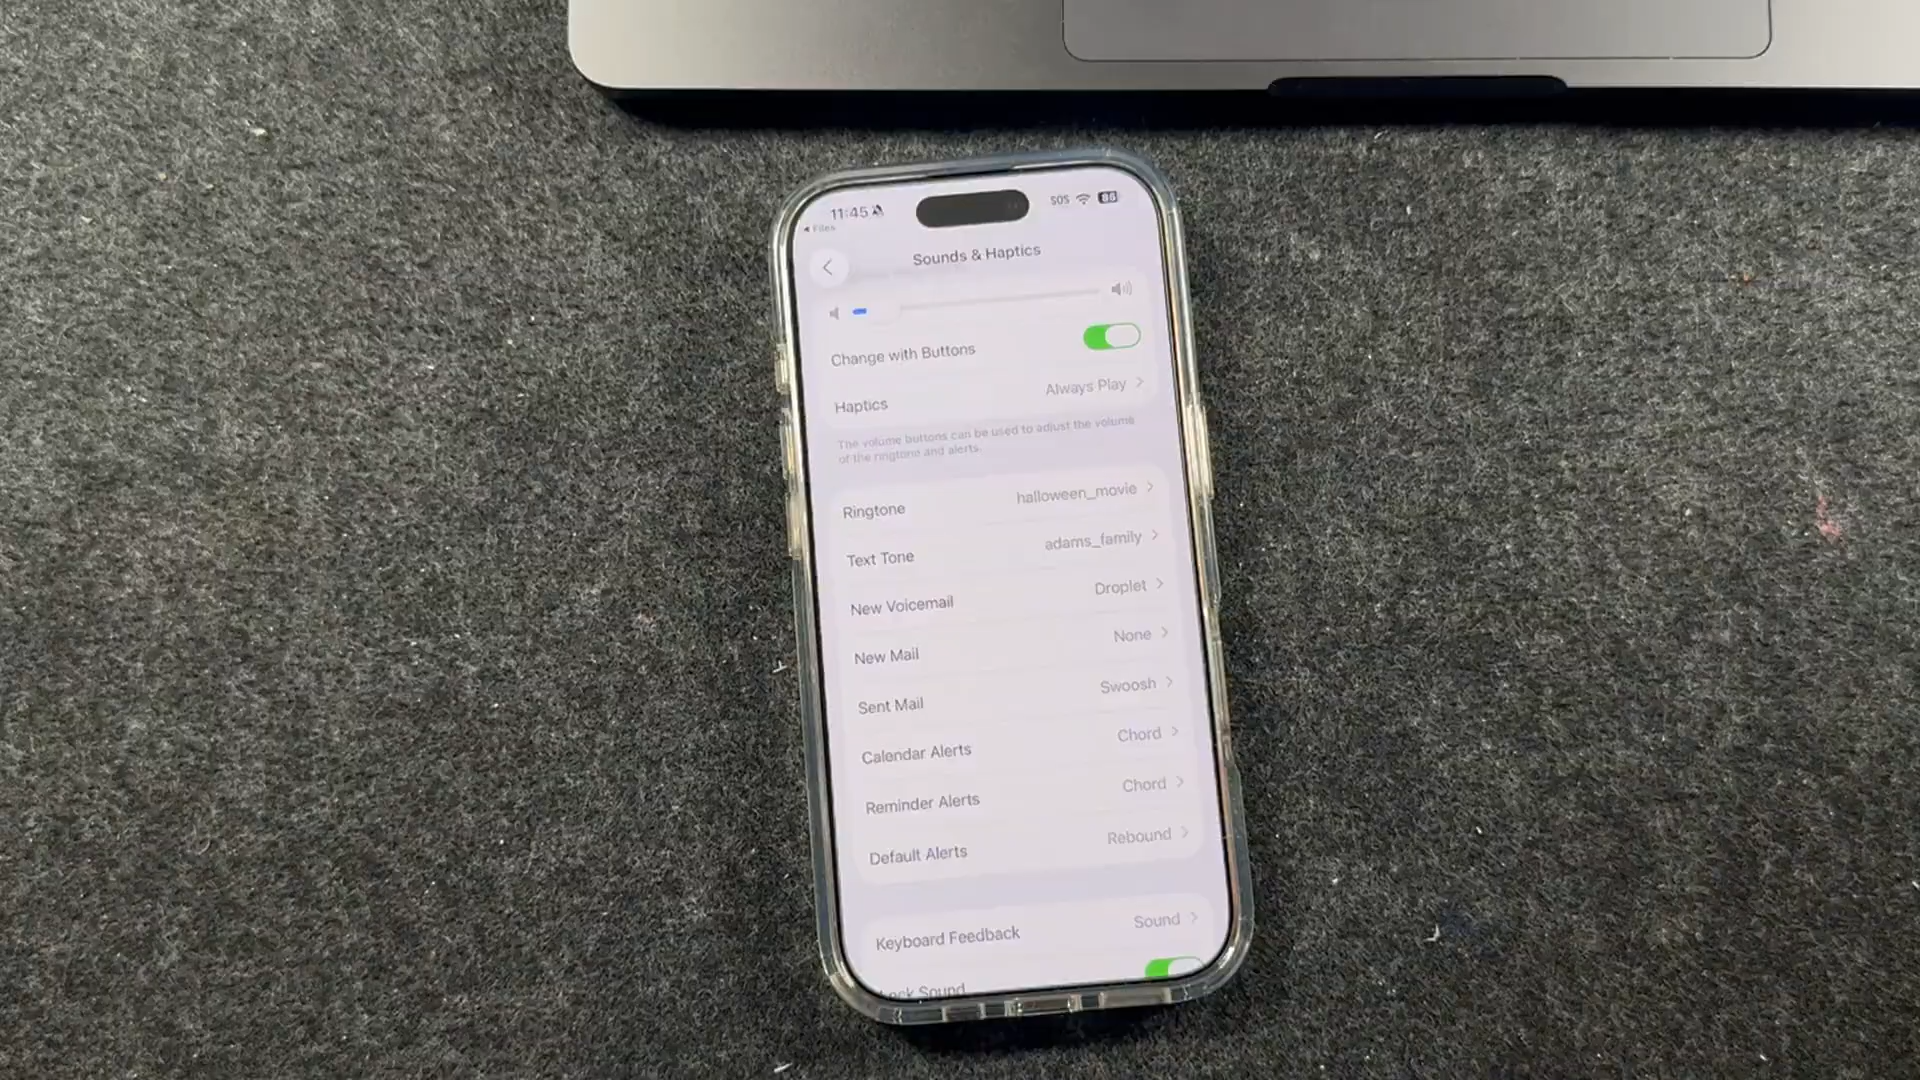 11:45
SOS
86
Files
Sounds & Haptics
Change with Buttons
Haptics Always Play
The volume buttons can be used to adjust the volume
of the ringtone and alerts.
Ringtone halloween_movie
Text Tone adams_family
New Voicemail Droplet
New Mail None
Sent Mail Swoosh
Calendar Alerts Chord
Reminder Alerts Chord
Default Alerts Rebound
Keyboard Feedback Sound
Lock Sound